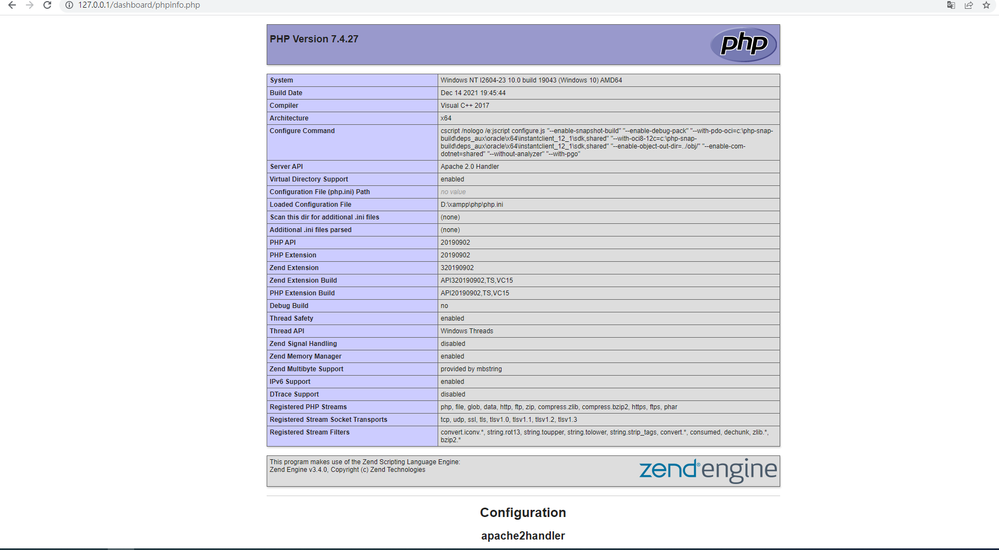 127.0.0.1/dashboard/phpinfo.php
PHP Version 7.4.27
php
System Windows NT I2604-23 10.0 build 19043 (Windows 10) AMD64
Build Date Dec 14 2021 19:45:44
Compiler Visual C++ 2017
Architecture x64
Configure Command cscript /nologo /e:jscript configure.js "--enable-snapshot-build" "--enable-debug-pack" "--with-pdo-oci=c:\php-snap-
build\deps_aux\oracle\x64\instantclient_12_1\sdk,shared" "--with-oci8-12c=c:\php-snap-
build\deps_aux\oracle\x64\instantclient_12_1\sdk,shared" "--enable-object-out-dir=../obj/" "--enable-com-
dotnet=shared" "--without-analyzer" "--with-pgo"
Server API Apache 2.0 Handler
Virtual Directory Support enabled
Configuration File (php.ini) Path no value
Loaded Configuration File D:\xampp\php\php.ini
Scan this dir for additional .ini files (none)
Additional .ini files parsed (none)
PHP API 20190902
PHP Extension 20190902
Zend Extension 320190902
Zend Extension Build API320190902,TS,VC15
PHP Extension Build API20190902,TS,VC15
Debug Build no
Thread Safety enabled
Thread API Windows Threads
Zend Signal Handling disabled
Zend Memory Manager enabled
Zend Multibyte Support provided by mbstring
IPv6 Support enabled
DTrace Support disabled
Registered PHP Streams php, file, glob, data, http, ftp, zip, compress.zlib, compress.bzip2, https, ftps, phar
Registered Stream Socket Transports tcp, udp, ssl, tls, tlsv1.0, tlsv1.1, tlsv1.2, tlsv1.3
Registered Stream Filters convert.iconv.*, string.rot13, string.toupper, string.tolower, string.strip_tags, convert.*, consumed, dechunk, zlib.*,
bzip2.*
This program makes use of the Zend Scripting Language Engine:
Zend Engine v3.4.0, Copyright (c) Zend Technologies
zend® engine
Configuration
apache2handler